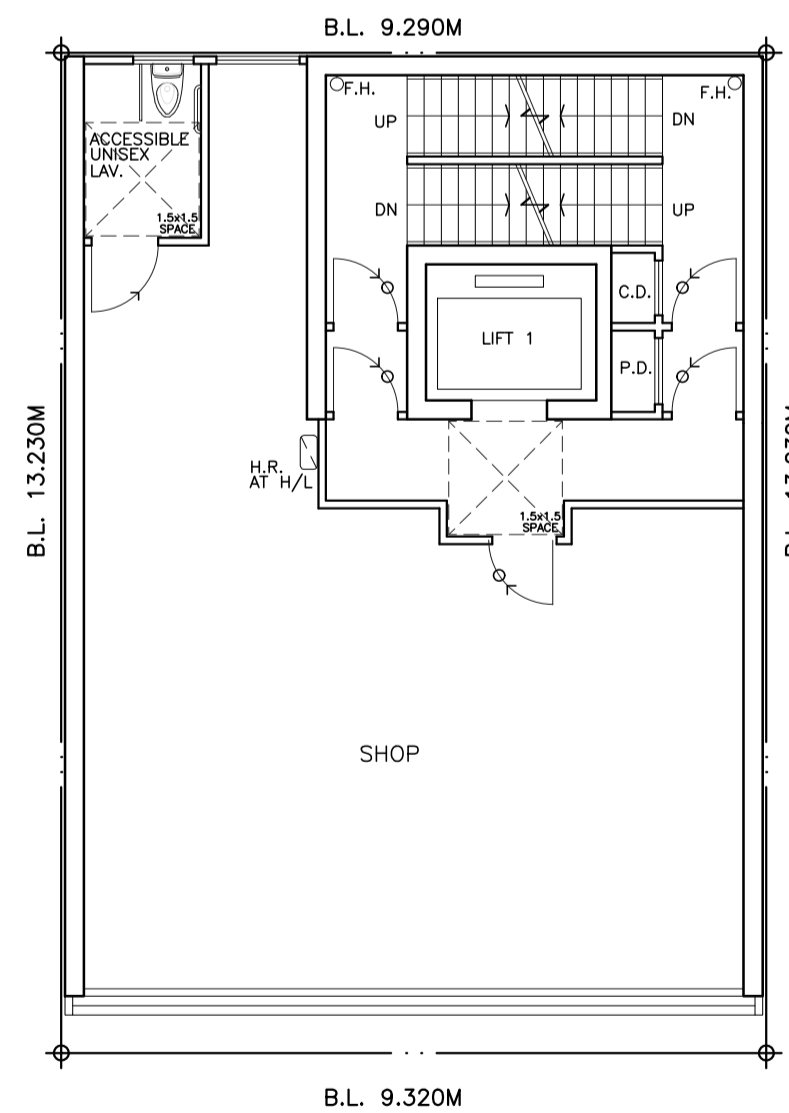 B.L. 9.290M
F.H.
F.H.
UP
DN
ACCESSIBLE
UNISEX
LAV.
DN
UP
1.5x1.5
SPACE
C.D.
LIFT 1
P.D.
B.L. 13.230M
H.R.
AT H/L
1.5x1.5
SPACE
SHOP
B.L. 9.320M